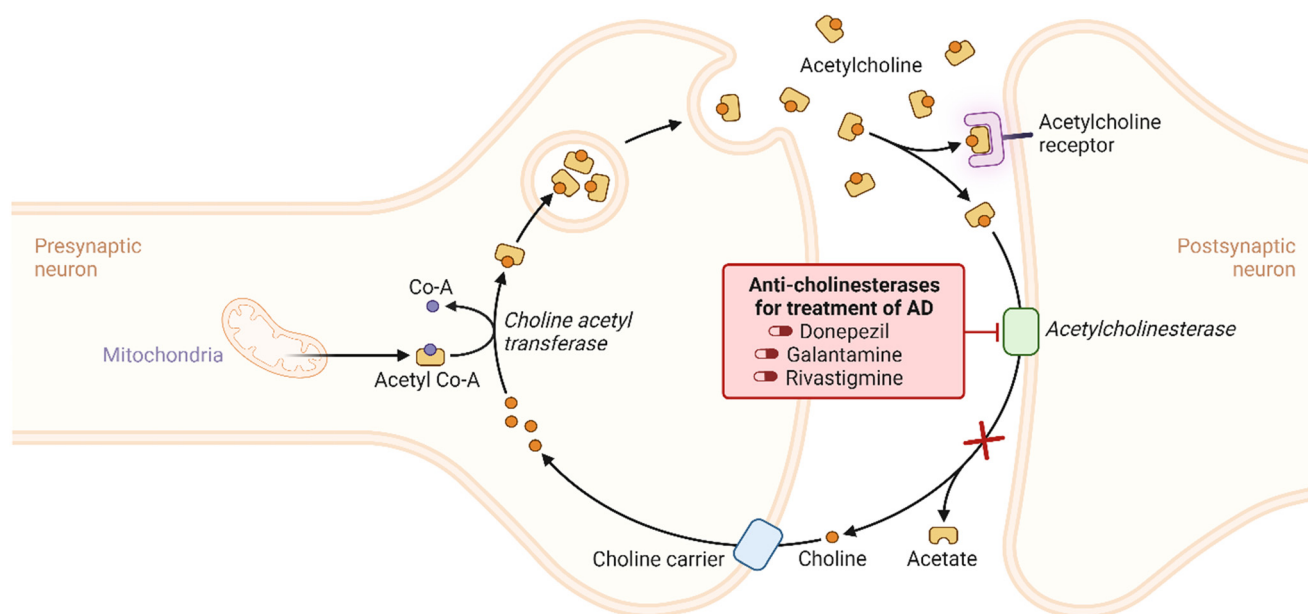 Acetylcholine
Acetylcholine
receptor
Presynaptic
neuron
Postsynaptic
neuron
Co-A
Choline acetyl
transferase
Mitochondria
Acetyl Co-A
Anti-cholinesterases
for treatment of AD
Donepezil
Galantamine
Rivastigmine
Acetylcholinesterase
Choline carrier
Choline
Acetate